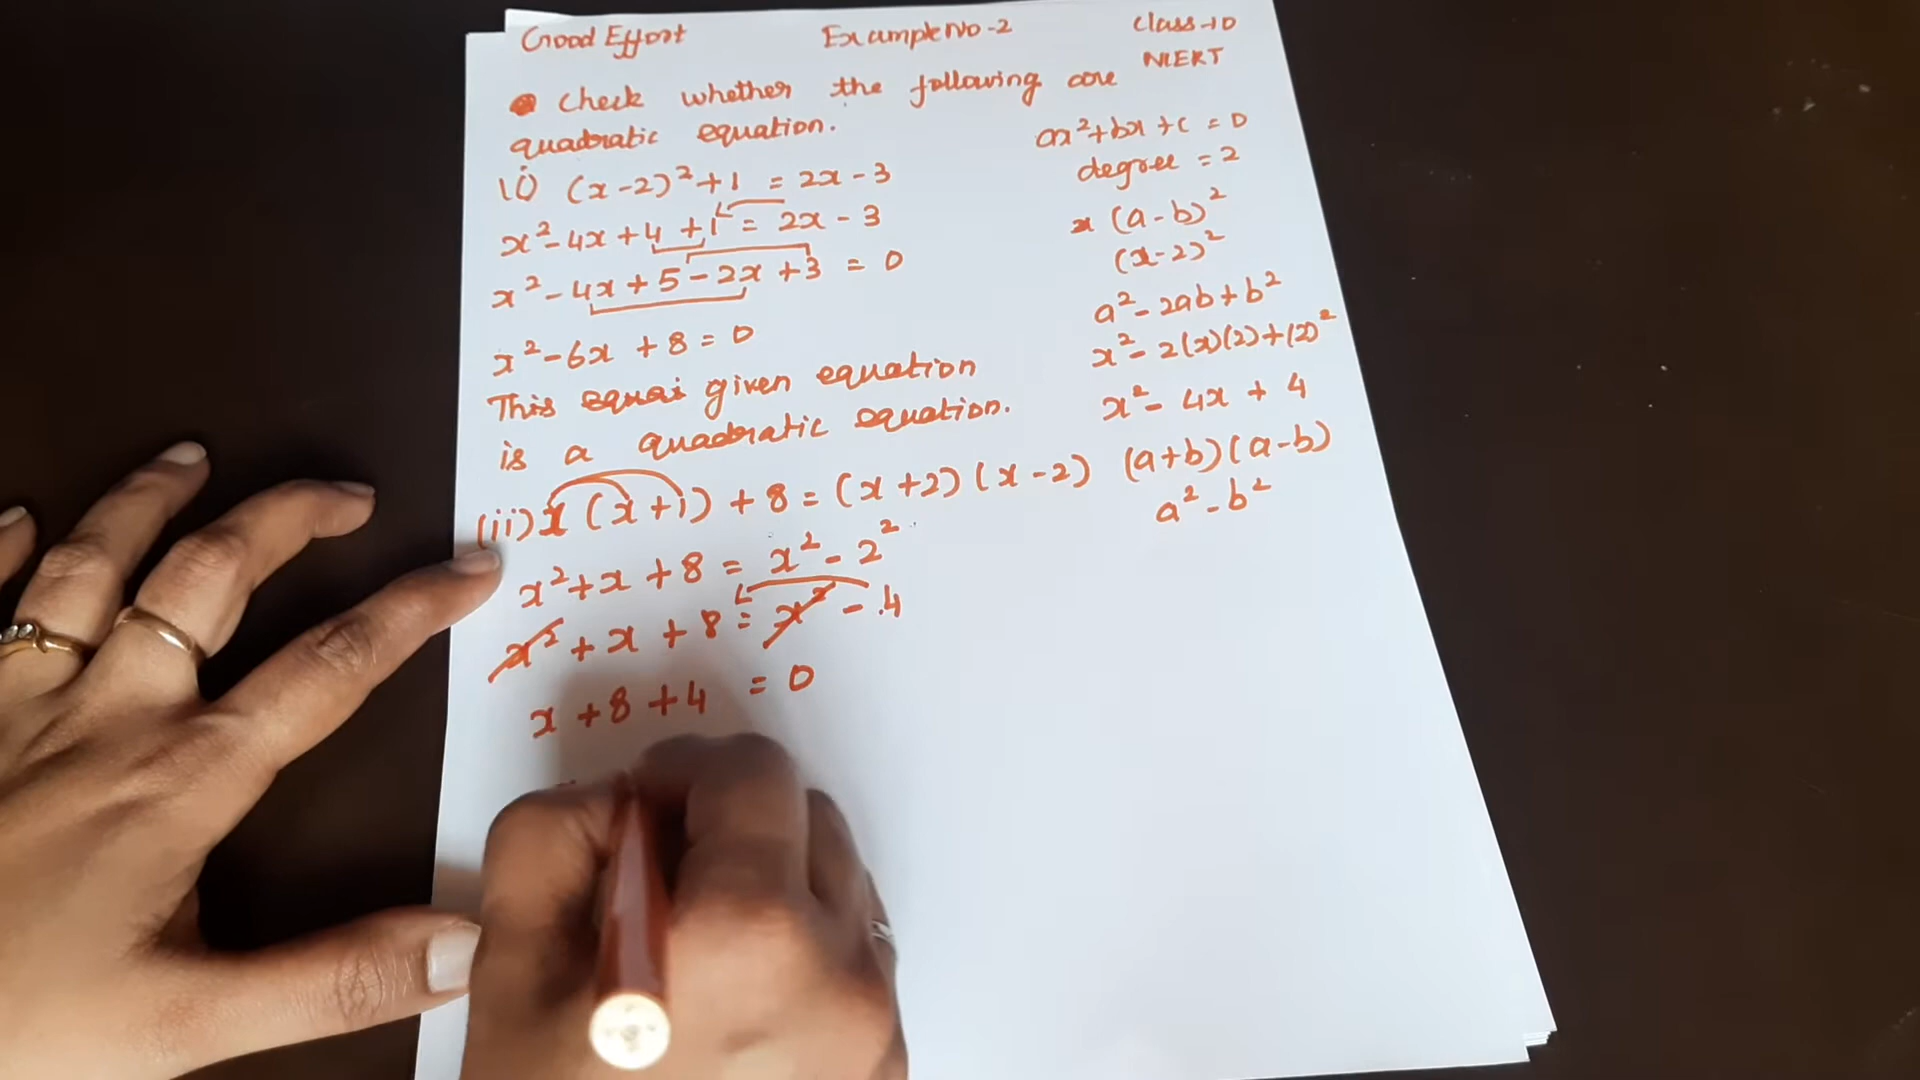 Good Effort Example No-2 Class-10
NCERT
Check whether the following are
quadratic equation.
ax²+bx+c = 0
degree = 2
(i) (x-2)²+1 = 2x-3
x²-4x+4+1 = 2x-3
x²-4x+5-2x+3 = 0
x²-6x+8=0
This given equation
is a quadratic equation.
(a-b)²
(x-2)²
a²-2ab+b²
x²-2(x)(2)+(2)²
x²-4x+4
(ii) x(x+1)+8=(x+2)(x-2)
x²+x+8 = x²-2²
x²+x+8=x²-4
x+8+4 = 0
(a+b)(a-b)
a²-b²